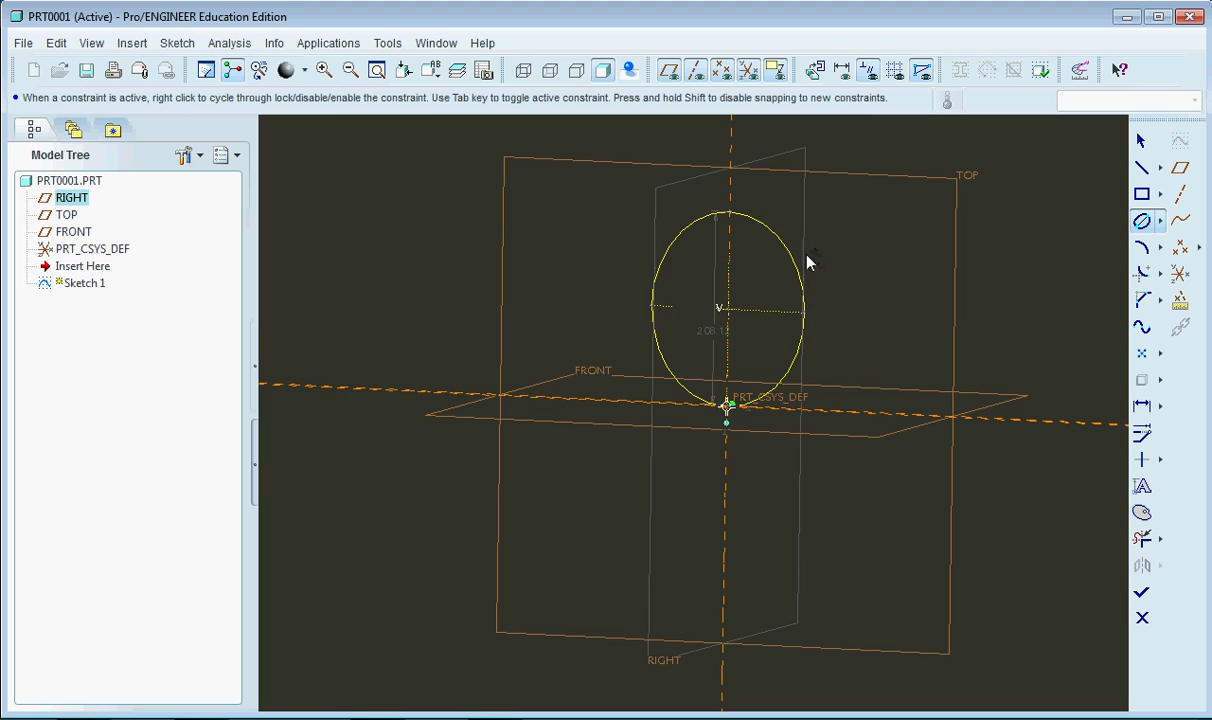 PRT0001 (Active) - Pro/ENGINEER Education Edition
File Edit View Insert Sketch Analysis Info Applications Tools Window Help
When a constraint is active, right click to cycle through lock/disable/enable the constraint. Use Tab key to toggle active constraint. Press and hold Shift to disable snapping to new constraints.
Model Tree
PRT0001.PRT
RIGHT
TOP
FRONT
PRT_CSYS_DEF
Insert Here
Sketch 1
TOP
V
FRONT
PRT_CSYS_DEF
RIGHT